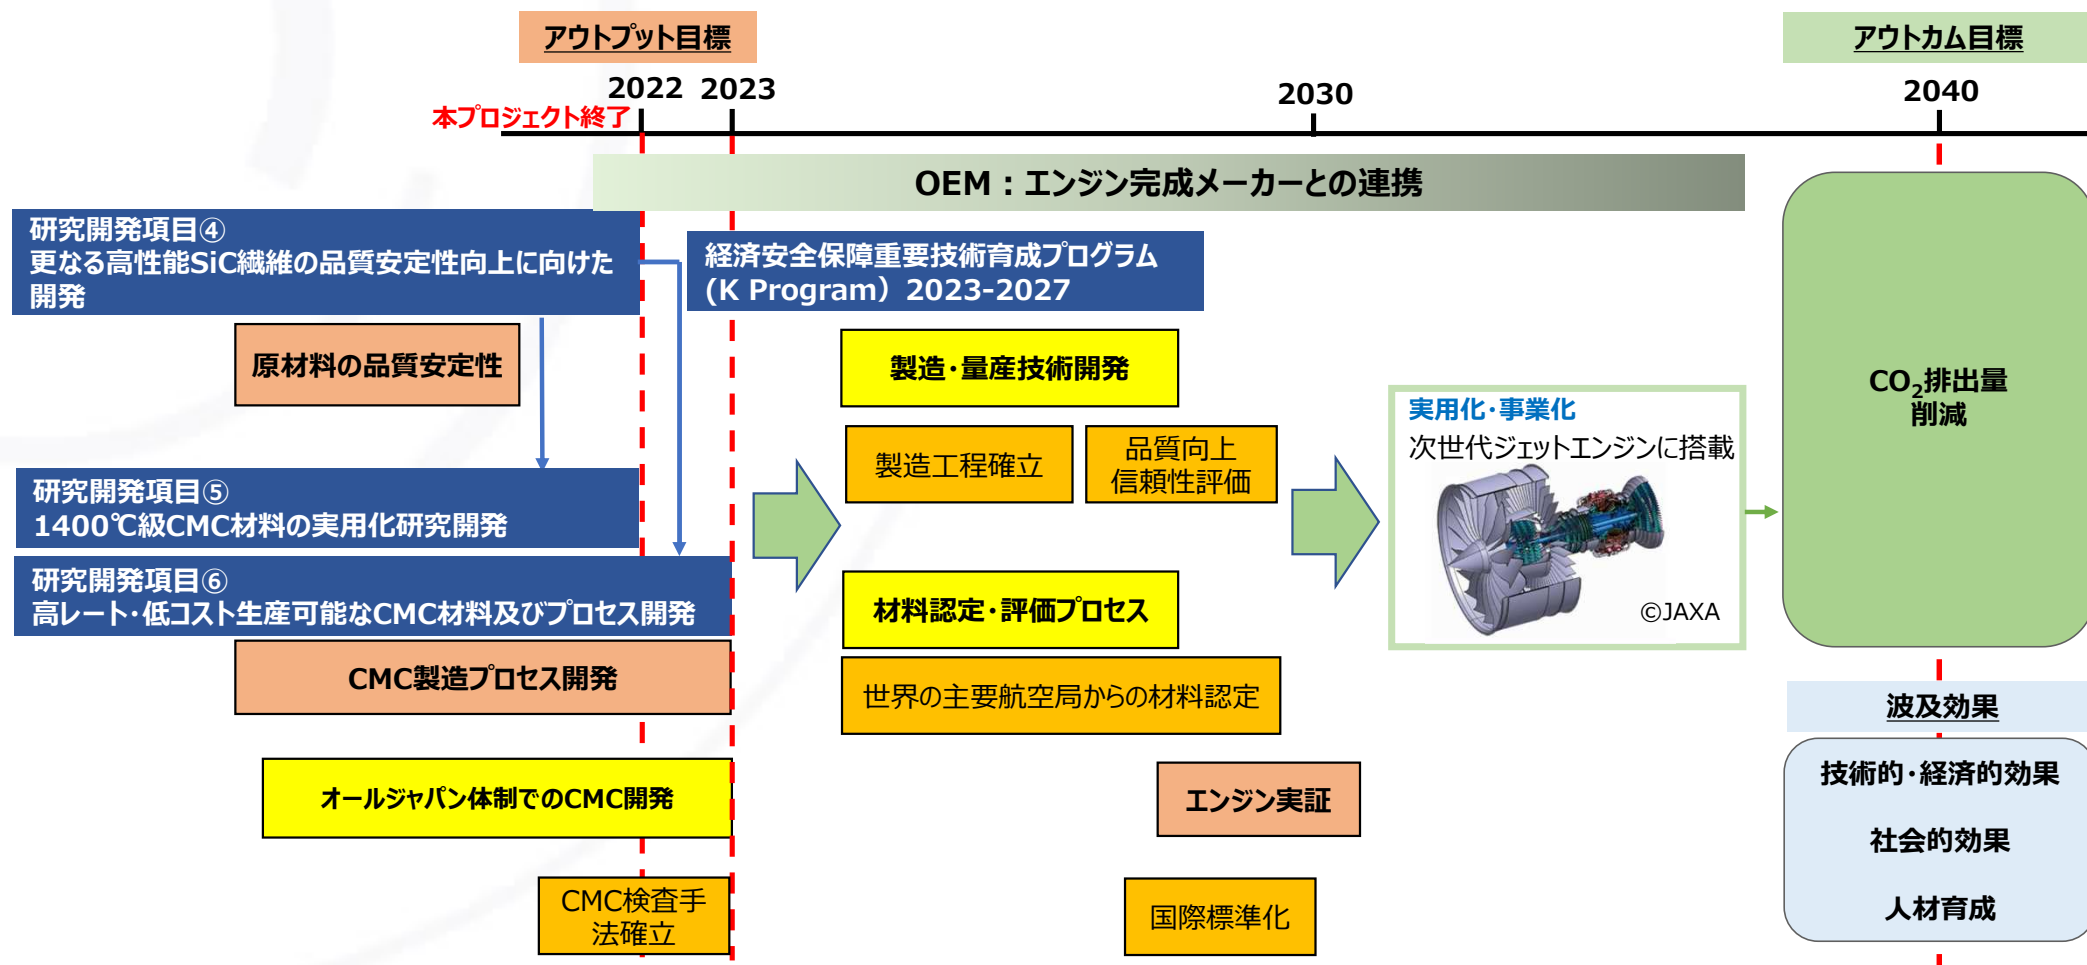 アウトプット目標
アウトカム目標
2022
2023
2030
2040
本プロジェクト終了
OEM：エンジン完成メーカーとの連携
研究開発項目④
更なる高性能SiC繊維の品質安定性向上に向けた
開発
経済安全保障重要技術育成プログラム
(K Program）2023-2027
原材料の品質安定性
製造・量産技術開発
製造工程確立
品質向上
信頼性評価
研究開発項目⑤
1400℃級CMC材料の実用化研究開発
研究開発項目⑥
高レート・低コスト生産可能なCMC材料及びプロセス開発
CMC製造プロセス開発
材料認定・評価プロセス
世界の主要航空局からの材料認定
実用化・事業化
次世代ジェットエンジンに搭載
©JAXA
CO₂排出量
削減
オールジャパン体制でのCMC開発
エンジン実証
CMC検査手
法確立
国際標準化
波及効果
技術的・経済的効果
社会的効果
人材育成